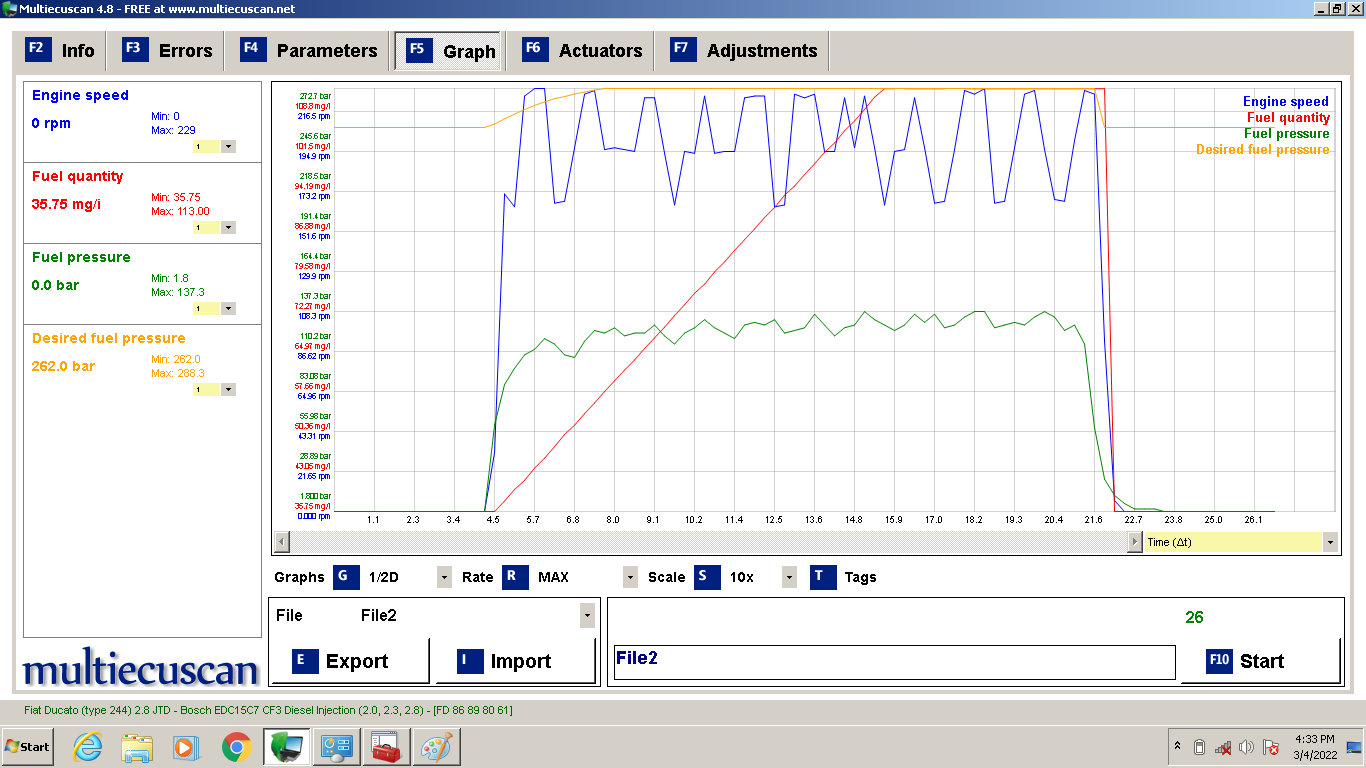 Multiecuscan 4.8 - FREE at www.multiecuscan.net
F2 Info F3 Errors F4 Parameters F5 Graph F6 Actuators F7 Adjustments
Engine speed
0 rpm
Min: 0
Max: 229
1
Fuel quantity
35.75 mg/i
Min: 35.75
Max: 113.00
1
Fuel pressure
0.0 bar
Min: 1.8
Max: 137.3
1
Desired fuel pressure
262.0 bar
Min: 262.0
Max: 288.3
1
272.7 bar
108.8 mg/i
216.5 rpm
245.6 bar
101.5 mg/i
194.9 rpm
218.5 bar
94.19 mg/i
173.2 rpm
191.4 bar
86.88 mg/i
151.6 rpm
164.4 bar
79.58 mg/i
129.9 rpm
137.3 bar
72.27 mg/i
108.3 rpm
110.2 bar
64.97 mg/i
86.62 rpm
83.08 bar
57.66 mg/i
64.96 rpm
55.98 bar
50.36 mg/i
43.31 rpm
28.89 bar
43.05 mg/i
21.65 rpm
1.800 bar
35.75 mg/i
0.000 rpm
Engine speed
Fuel quantity
Fuel pressure
Desired fuel pressure
1.1 2.3 3.4 4.5 5.7 6.8 8.0 9.1 10.2 11.4 12.5 13.6 14.8 15.9 17.0 18.2 19.3 20.4 21.6 22.7 23.8 25.0 26.1
Time (Δt)
Graphs G 1/2D Rate R MAX Scale S 10x T Tags
File File2
E Export I Import
26
File2
F10 Start
multiecuscan
Fiat Ducato (type 244) 2.8 JTD - Bosch EDC15C7 CF3 Diesel Injection (2.0, 2.3, 2.8) - [FD 86 89 80 61]
Start
4:33 PM
3/4/2022